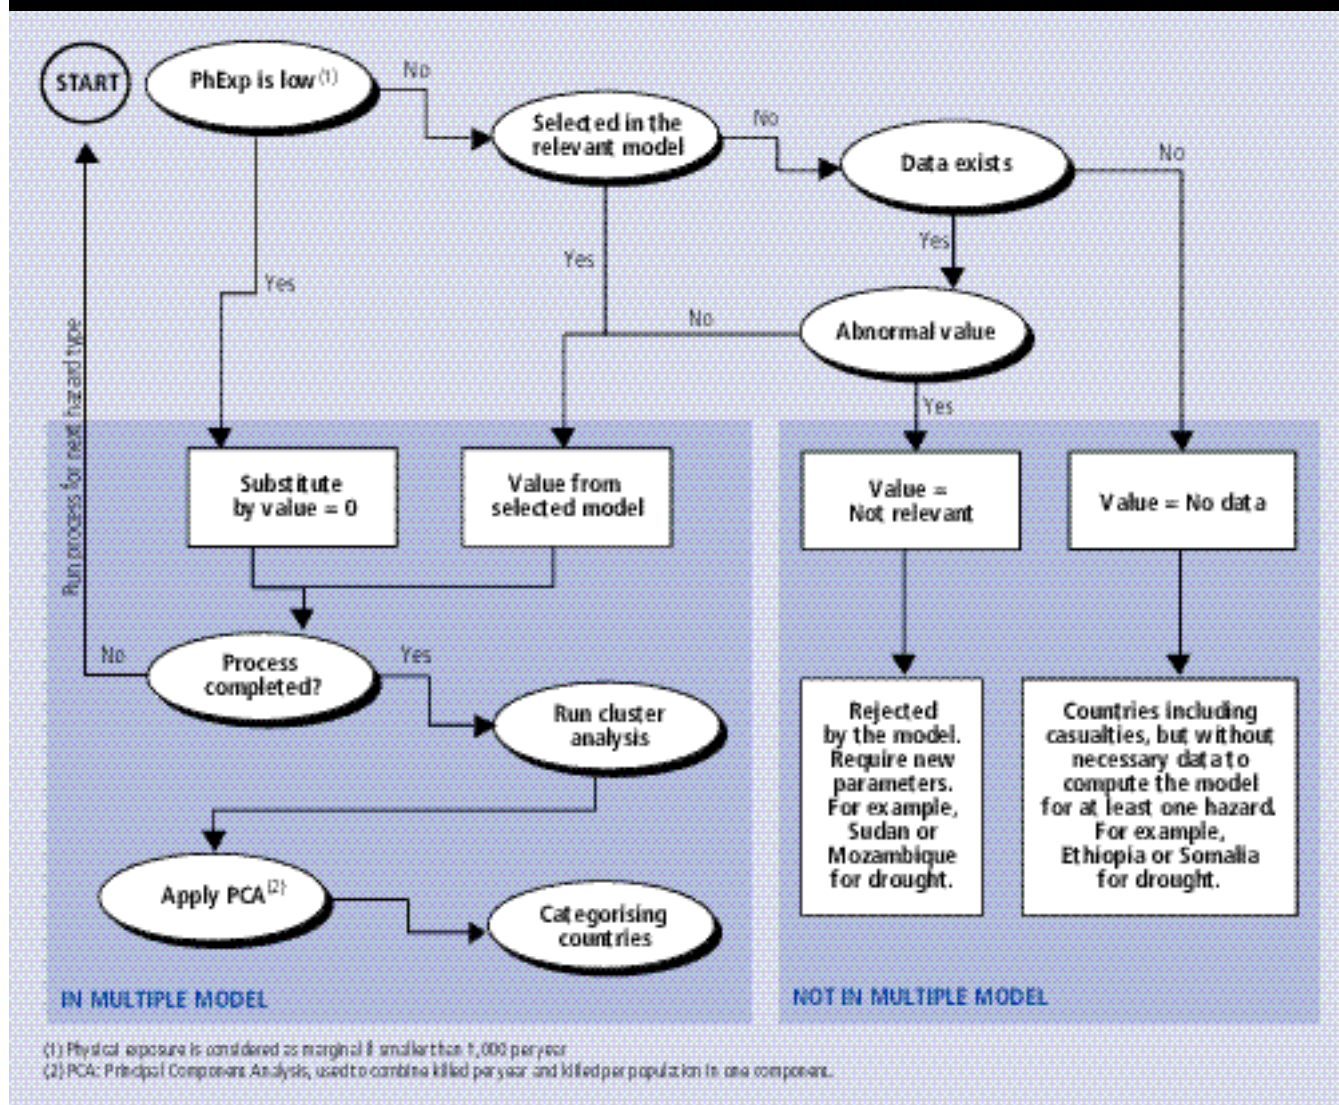 START
PhExp is low (1)
No
Selected in the
relevant model
No
Data exists
No
Yes
Yes
Yes
No
Abnormal value
Yes
Run process for next hazard type
Substitute
by value = 0
Value from
selected model
Value =
Not relevant
Value = No data
No
Process
completed?
Yes
Run cluster
analysis
Rejected
by the model.
Require new
parameters.
For example,
Sudan or
Mozambique
for drought.
Countries including
casualties, but without
necessary data to
compute the model
for at least one hazard.
For example,
Ethiopia or Somalia
for drought.
Apply PCA (2)
Categorising
countries
IN MULTIPLE MODEL
NOT IN MULTIPLE MODEL
(1) Physical exposure is considered as marginal if smaller than 1,000 per year
(2) PCA: Principal Component Analysis, used to combine killed per year and killed per population in one component.